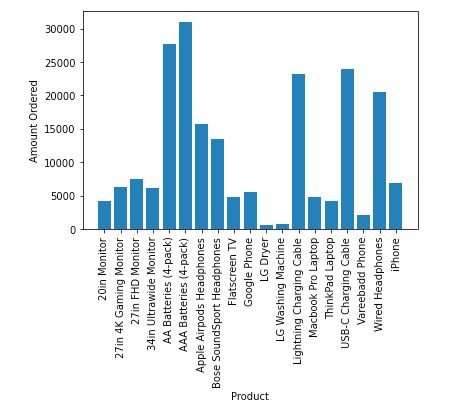 30000
25000
20000
15000
10000
5000
0
Amount Ordered
20in Monitor
27in 4K Gaming Monitor
27in FHD Monitor
34in Ultrawide Monitor
AA Batteries (4-pack)
AAA Batteries (4-pack)
Apple Airpods Headphones
Bose SoundSport Headphones
Flatscreen TV
Google Phone
LG Dryer
LG Washing Machine
Lightning Charging Cable
Macbook Pro Laptop
ThinkPad Laptop
USB-C Charging Cable
Vareebadd Phone
Wired Headphones
iPhone
Product